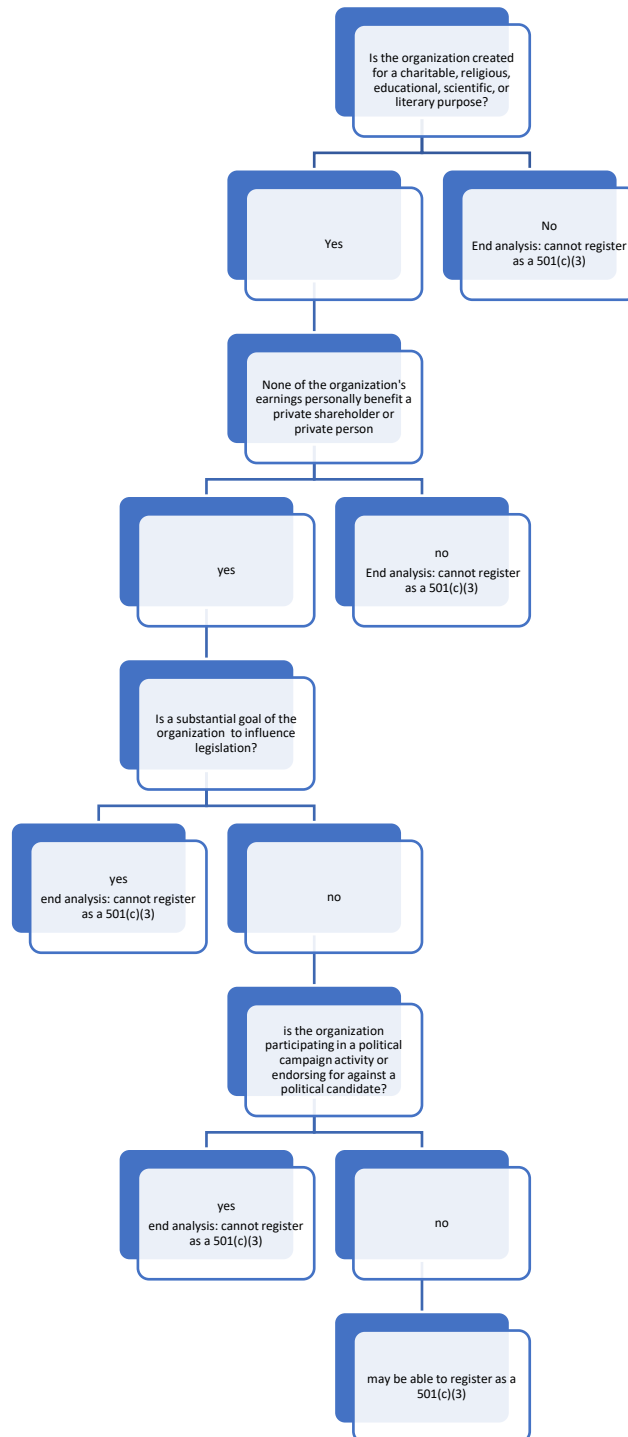 Is the organization created
for a charitable, religious,
educational, scientific, or
literary purpose?
Yes
No
End analysis: cannot register
as a 501(c)(3)
None of the organization's
earnings personally benefit a
private shareholder or
private person
yes
no
End analysis: cannot register
as a 501(c)(3)
Is a substantial goal of the
organization to influence
legislation?
yes
end analysis: cannot register
as a 501(c)(3)
no
is the organization
participating in a political
campaign activity or
endorsing for against a
political candidate?
yes
end analysis: cannot register
as a 501(c)(3)
no
may be able to register as a
501(c)(3)